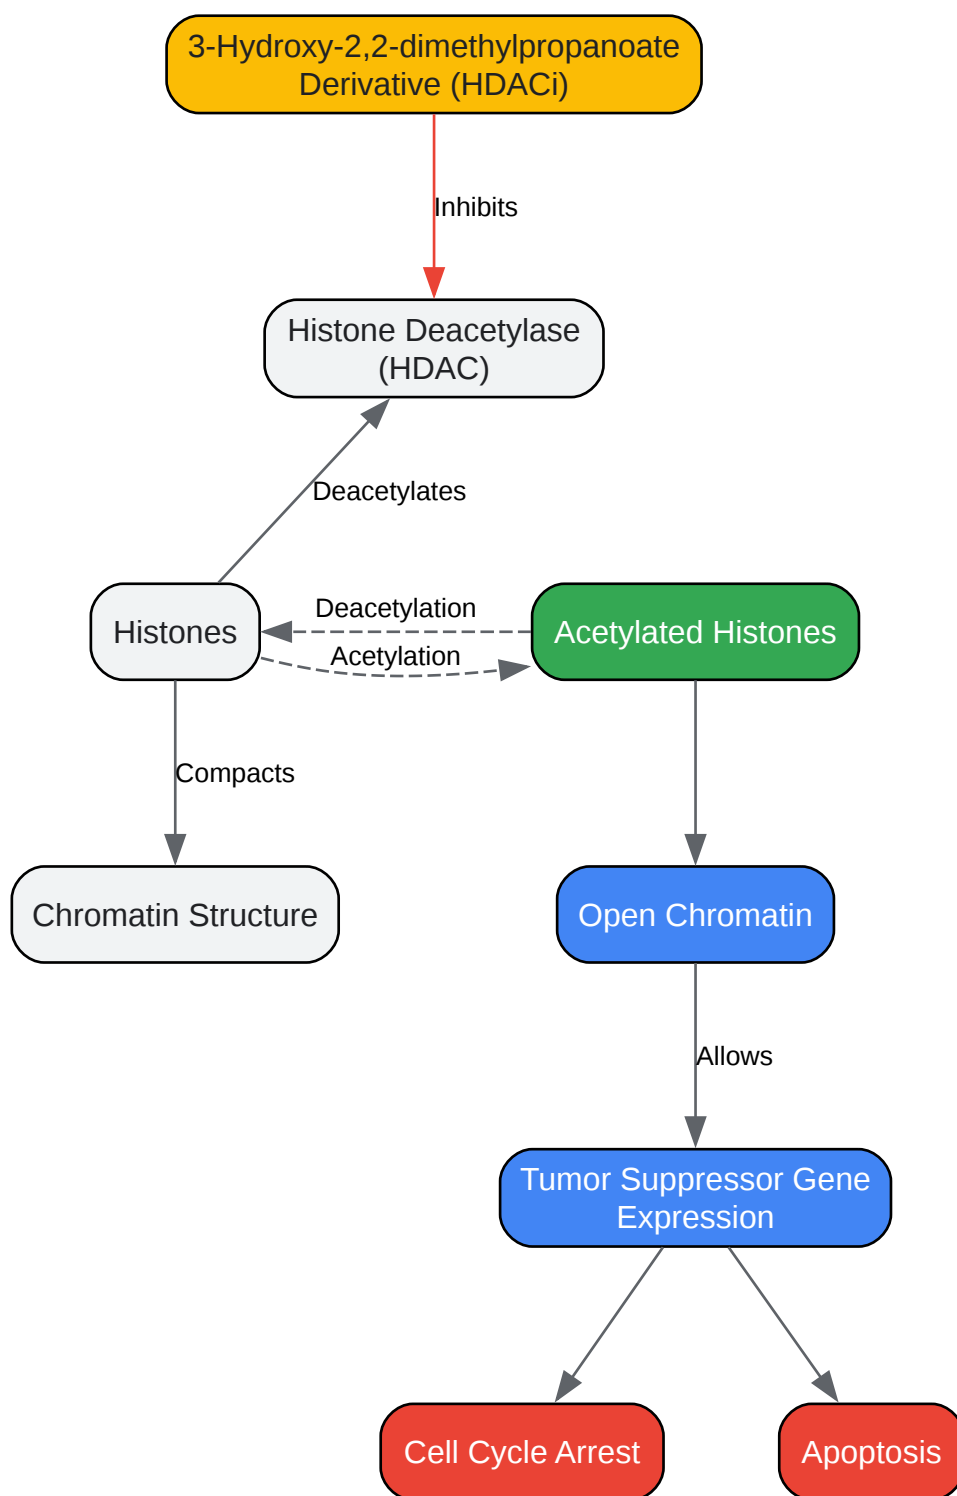 3-Hydroxy-2,2-dimethylpropanoate
Derivative (HDACi)
Inhibits
Histone Deacetylase
(HDAC)
Deacetylates
Histones
Deacetylation
Acetylation
Acetylated Histones
Compacts
Chromatin Structure
Open Chromatin
Allows
Tumor Suppressor Gene
Expression
Cell Cycle Arrest
Apoptosis